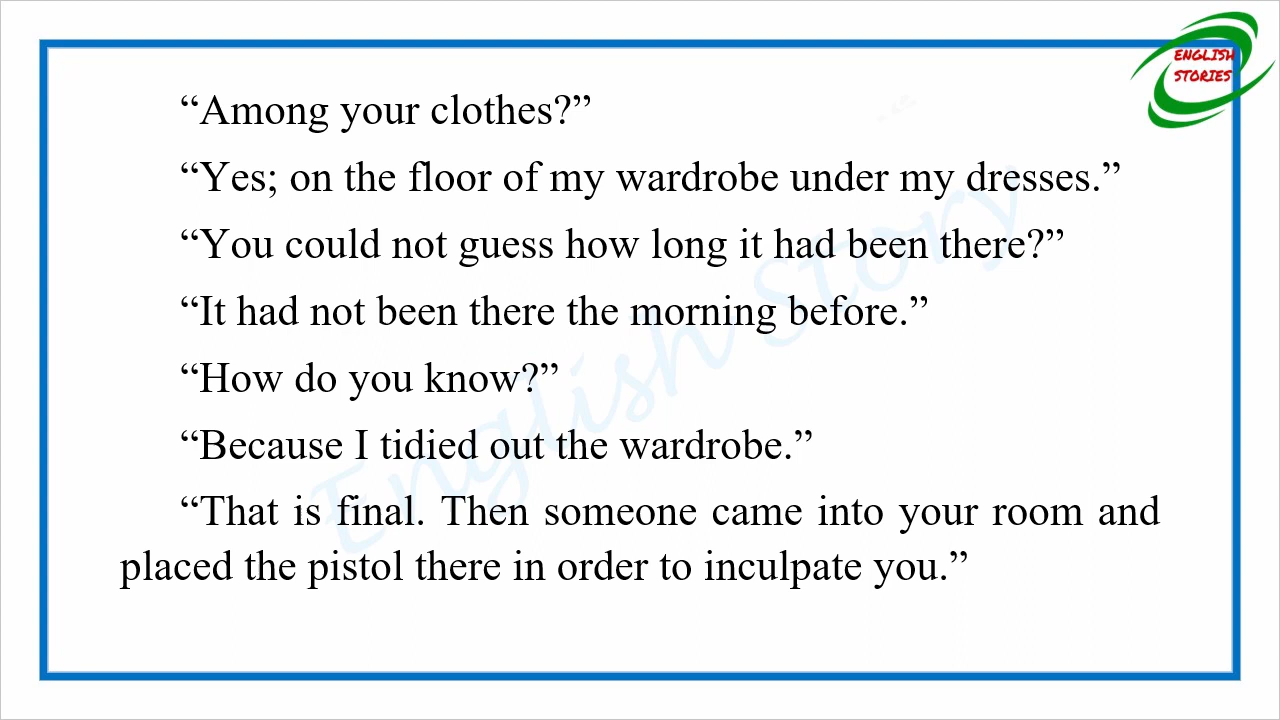 ENGLISH
STORIES
“Among your clothes?”
“Yes; on the floor of my wardrobe under my dresses.”
“You could not guess how long it had been there?”
“It had not been there the morning before.”
“How do you know?”
“Because I tidied out the wardrobe.”
“That is final. Then someone came into your room and
placed the pistol there in order to inculpate you.”
English Story